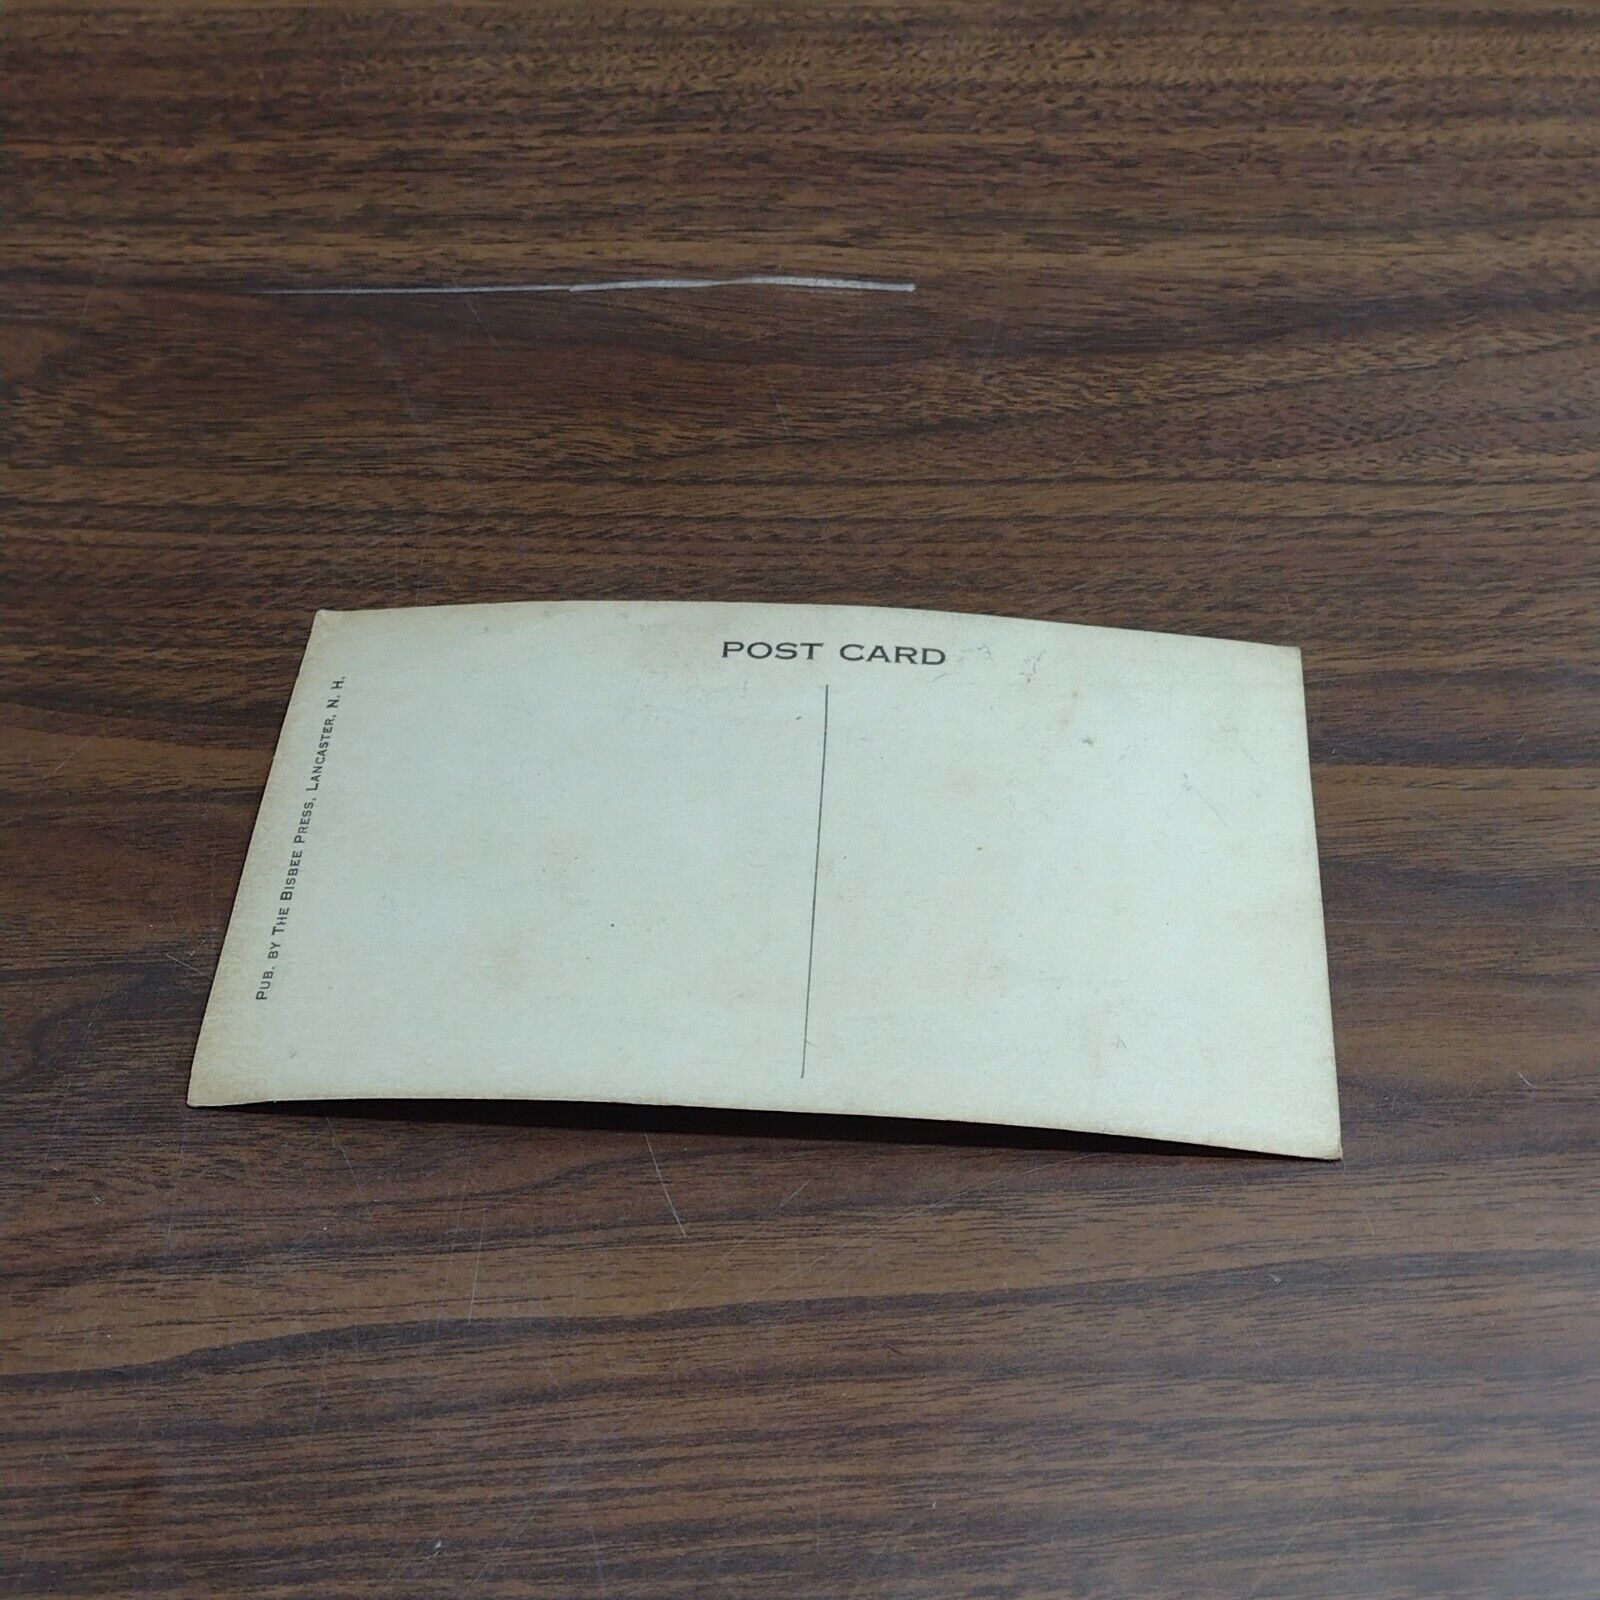 POST CARD
PUB. BY THE BISBEE PRESS, LANCASTER, N. H.